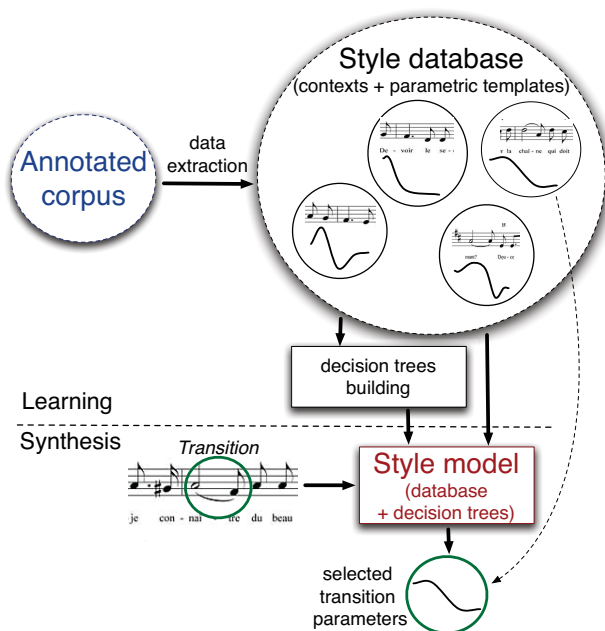 Style database
(contexts + parametric templates)
De - voir le se -
la chaî - ne qui doit
Annotated
corpus
data
extraction
nant? Dou - ce
decision trees
building
Learning
Synthesis
Transition
je con - naî - tre du beau
Style model
(database
+ decision trees)
selected
transition
parameters